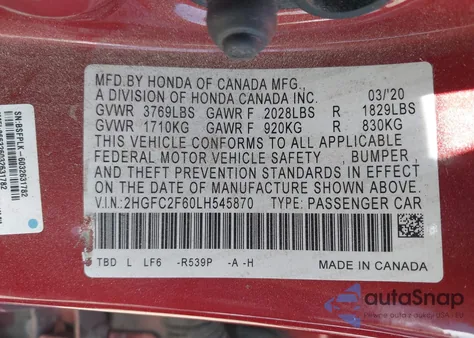 MFD.BY HONDA OF CANADA MFG.,
A DIVISION OF HONDA CANADA INC. 03/'20
GVWR 3769LBS GAWR F 2028LBS R 1829LBS
GVWR 1710KG GAWR F 920KG R 830KG
THIS VEHICLE CONFORMS TO ALL APPLICABLE
FEDERAL MOTOR VEHICLE SAFETY , BUMPER ,
AND THEFT PREVENTION STANDARDS IN EFFECT ON
THE DATE OF MANUFACTURE SHOWN ABOVE.
V.I.N: 2HGFC2F60LH545870 TYPE: PASSENGER CAR
TBD L LF6 -R539P -A -H
MADE IN CANADA
SN:BSFPLK-6032631782
autoSnap